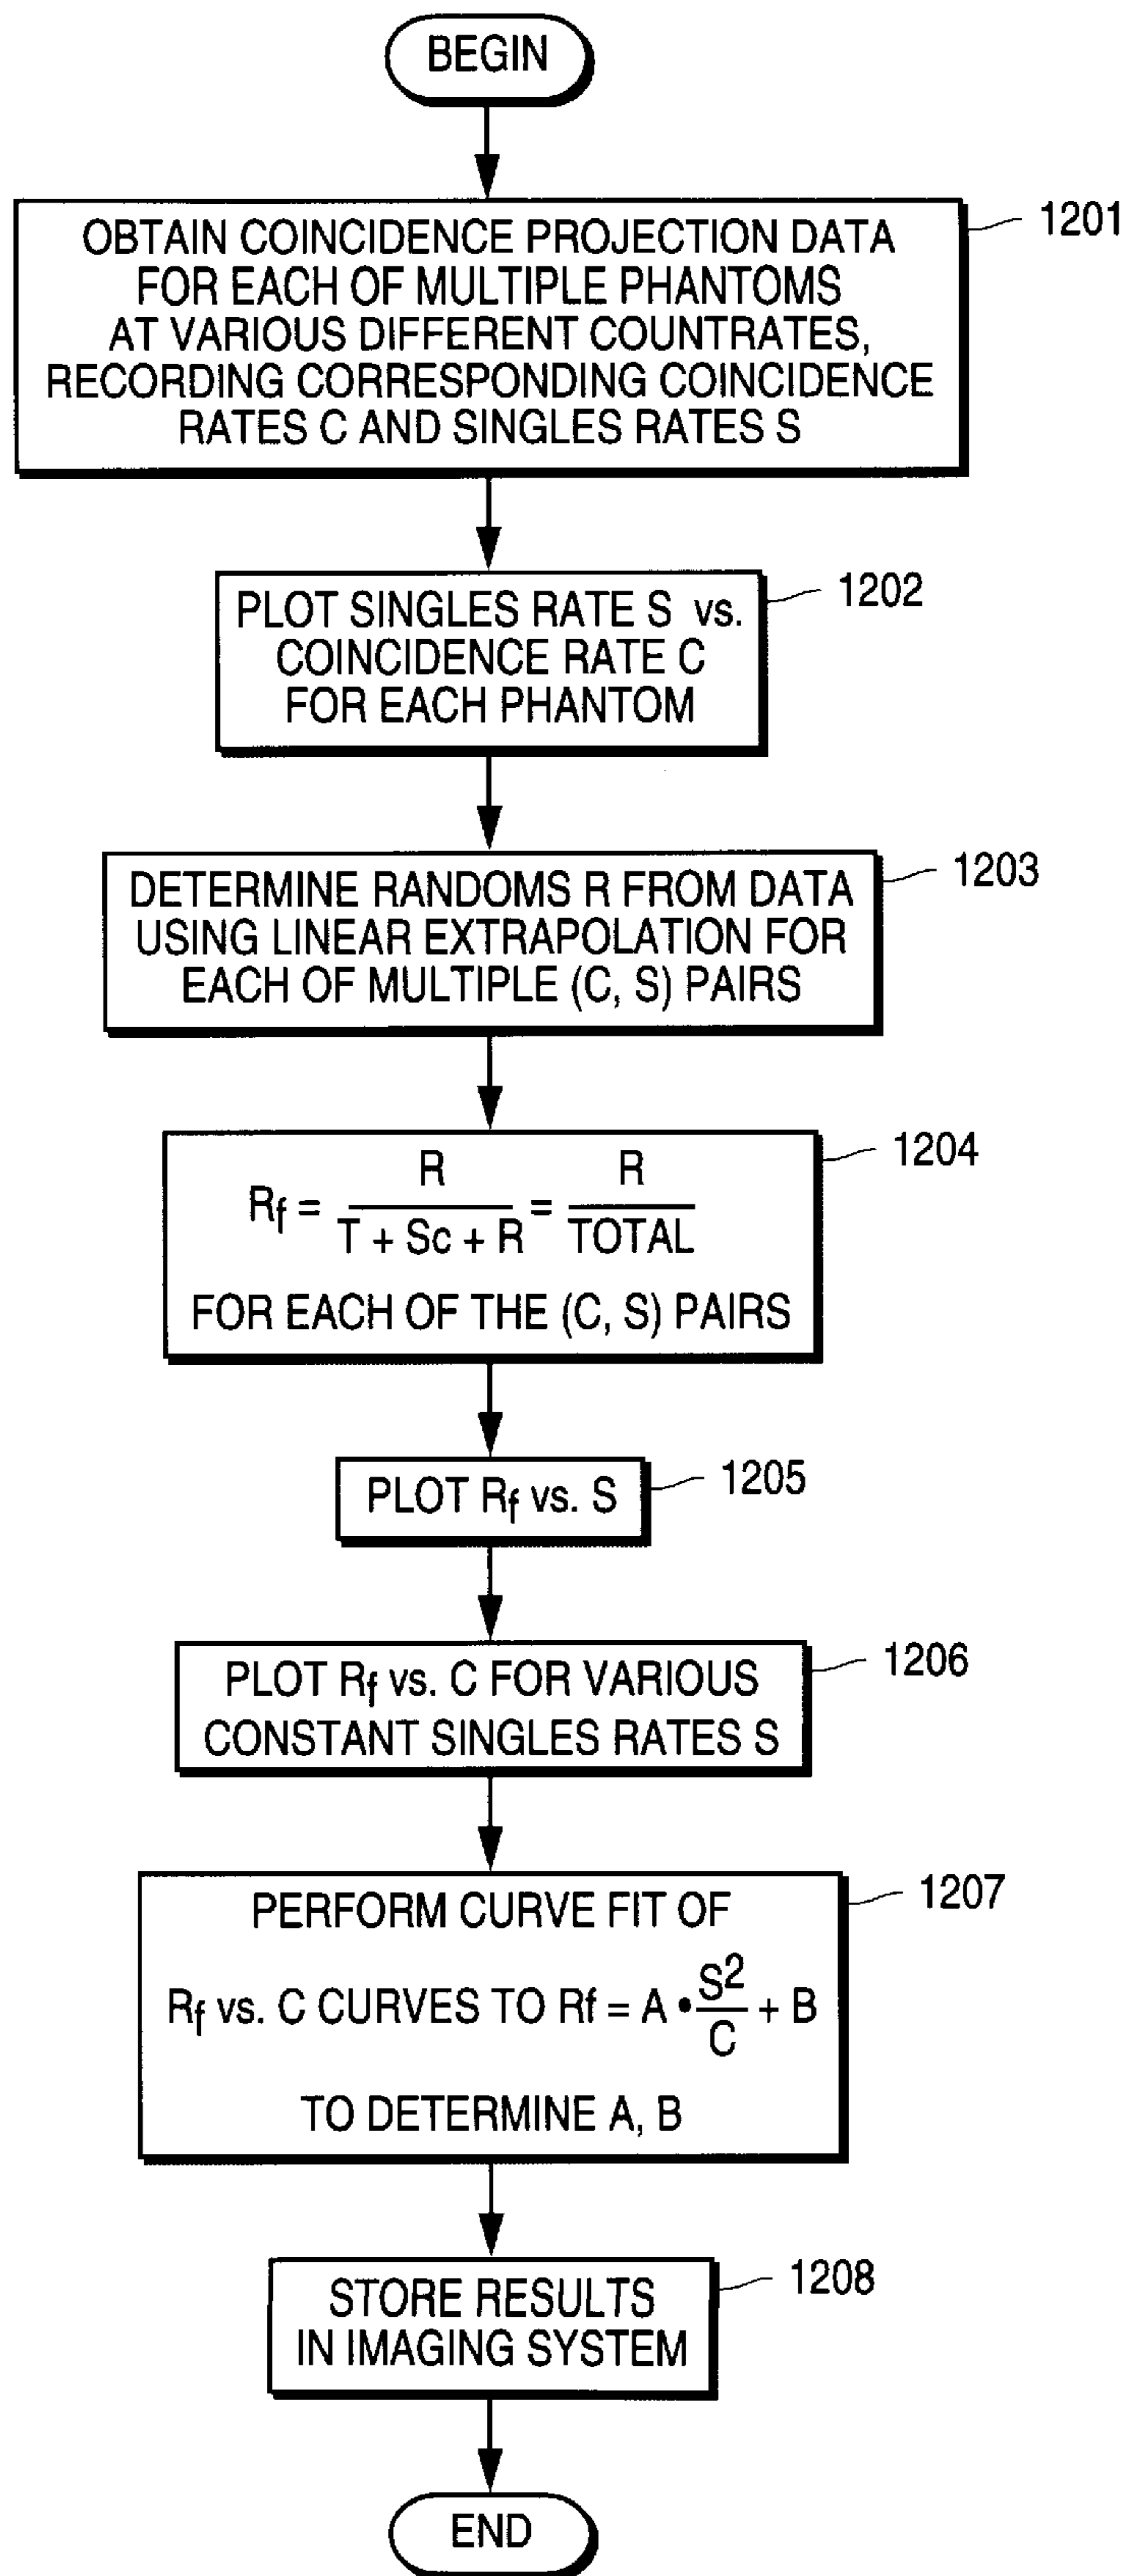 BEGIN
OBTAIN COINCIDENCE PROJECTION DATA
FOR EACH OF MULTIPLE PHANTOMS
AT VARIOUS DIFFERENT COUNTRATES,
RECORDING CORRESPONDING COINCIDENCE
RATES C AND SINGLES RATES S
1201
PLOT SINGLES RATE S vs.
COINCIDENCE RATE C
FOR EACH PHANTOM
1202
DETERMINE RANDOMS R FROM DATA
USING LINEAR EXTRAPOLATION FOR
EACH OF MULTIPLE (C, S) PAIRS
1203
Rf = R / (T + Sc + R) = R / TOTAL
FOR EACH OF THE (C, S) PAIRS
1204
PLOT Rf vs. S
1205
PLOT Rf vs. C FOR VARIOUS
CONSTANT SINGLES RATES S
1206
PERFORM CURVE FIT OF
Rf vs. C CURVES TO Rf = A • S² / C + B
TO DETERMINE A, B
1207
STORE RESULTS
IN IMAGING SYSTEM
1208
END